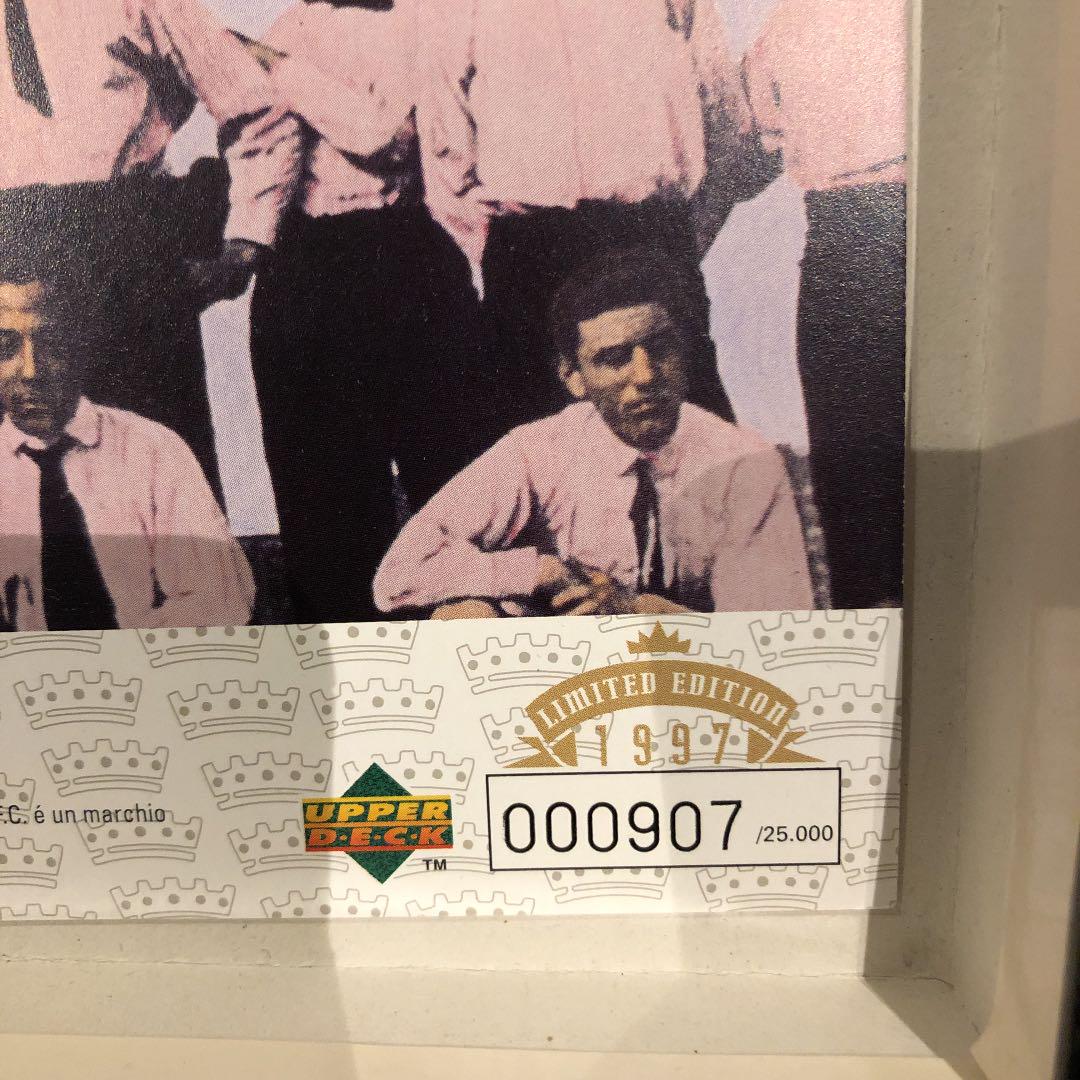 LIMITED EDITION
1997
F.C. é un marchio
UPPER
D·E·C·K
TM
000907 /25.000